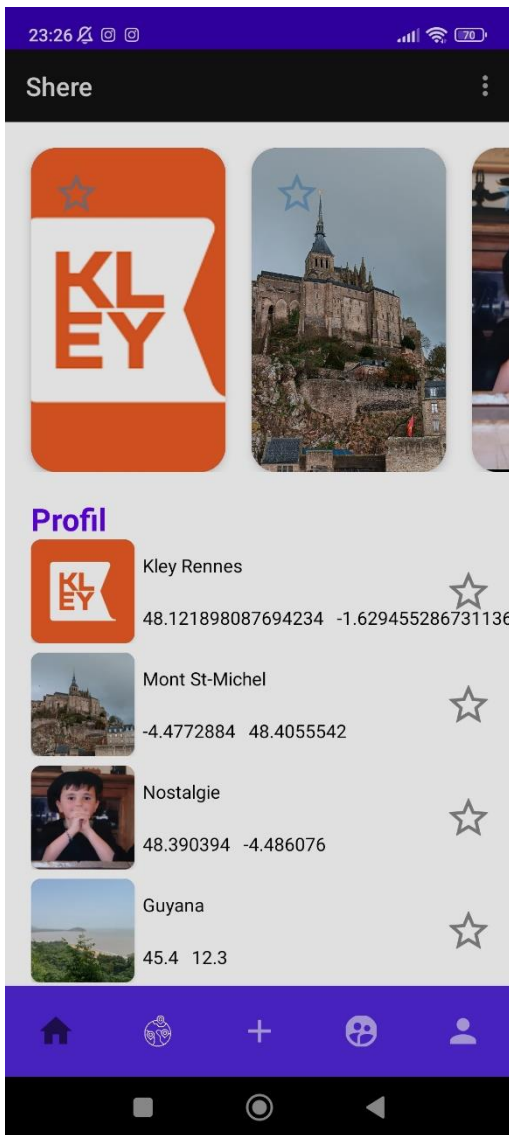 23:26
70
Shere
KL
EY
Profil
KL
EY
Kley Rennes
48.121898087694234 -1.629455286731136
Mont St-Michel
-4.4772884 48.4055542
Nostalgie
48.390394 -4.486076
Guyana
45.4 12.3